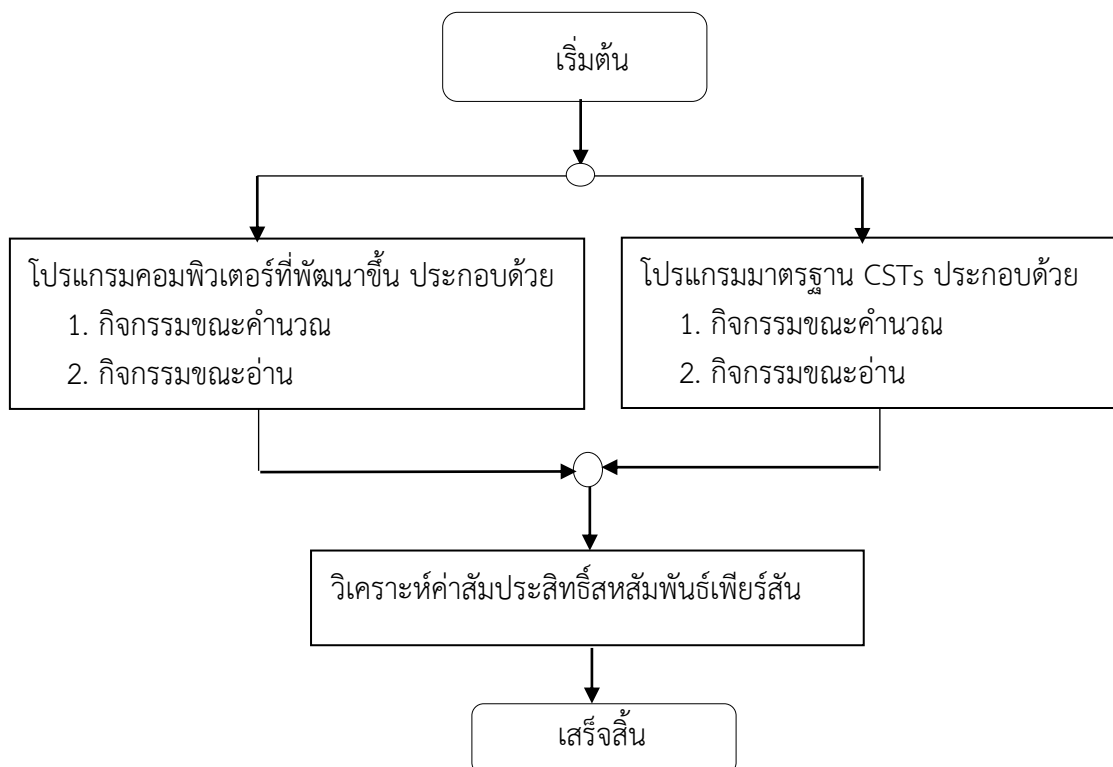 เริ่มต้น
โปรแกรมคอมพิวเตอร์ที่พัฒนาขึ้น ประกอบด้วย
1. กิจกรรมขณะคำนวณ
2. กิจกรรมขณะอ่าน
โปรแกรมมาตรฐาน CSTs ประกอบด้วย
1. กิจกรรมขณะคำนวณ
2. กิจกรรมขณะอ่าน
วิเคราะห์ค่าสัมประสิทธิ์สหสัมพันธ์เพียร์สัน
เสร็จสิ้น